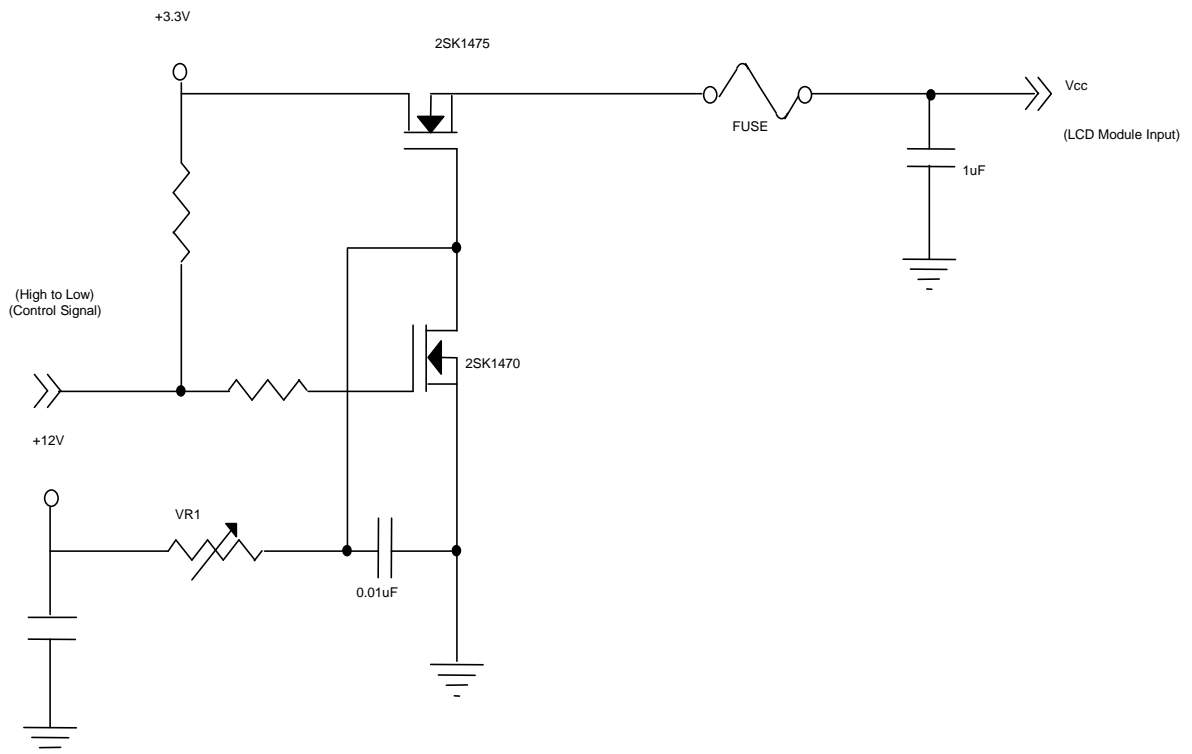 +3.3V
2SK1475
Vcc
FUSE
(LCD Module Input)
1uF
(High to Low)
(Control Signal)
2SK1470
+12V
VR1
0.01uF